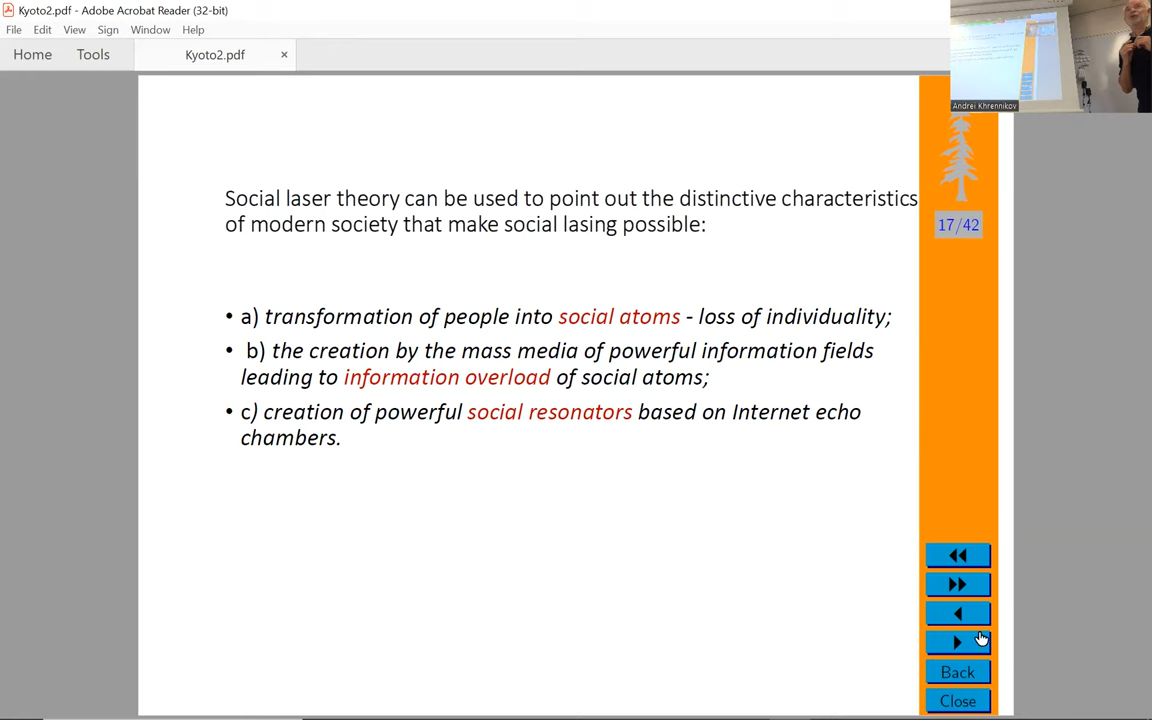 Kyoto2.pdf - Adobe Acrobat Reader (32-bit)
File Edit View Sign Window Help
Home Tools Kyoto2.pdf ×
Andrei Khrennikov
Social laser theory can be used to point out the distinctive characteristics
of modern society that make social lasing possible:
17/42
• a) transformation of people into social atoms - loss of individuality;
• b) the creation by the mass media of powerful information fields
leading to information overload of social atoms;
• c) creation of powerful social resonators based on Internet echo
chambers.
Back
Close